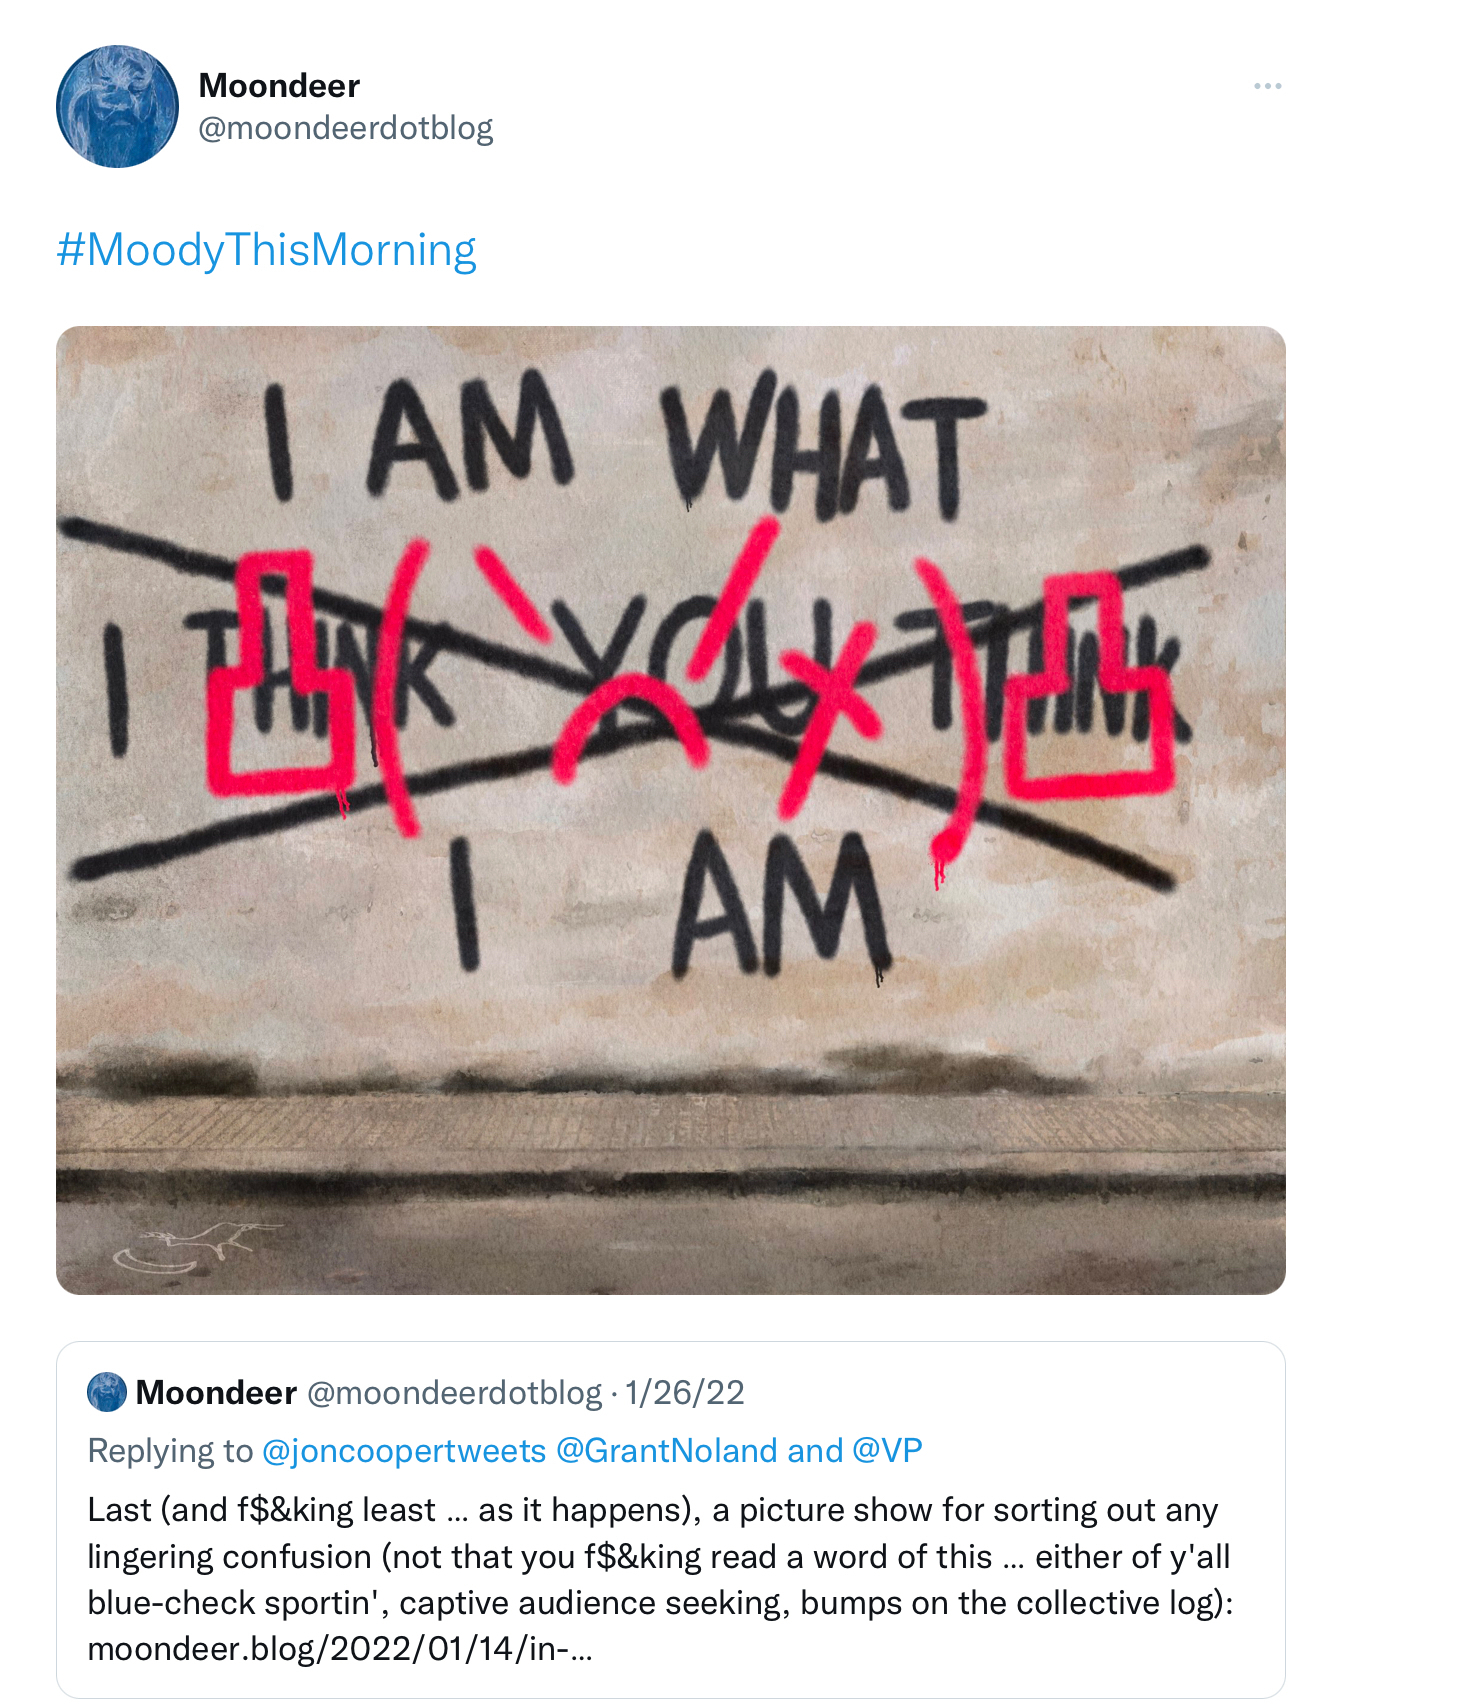 Moondeer
@moondeerdotblog
#MoodyThisMorning
I AM WHAT
I THINK YOU THINK
I AM
Moondeer @moondeerdotblog · 1/26/22
Replying to @joncoopertweets @GrantNoland and @VP
Last (and f$&king least ... as it happens), a picture show for sorting out any
lingering confusion (not that you f$&king read a word of this ... either of y'all
blue-check sportin', captive audience seeking, bumps on the collective log):
moondeer.blog/2022/01/14/in-...